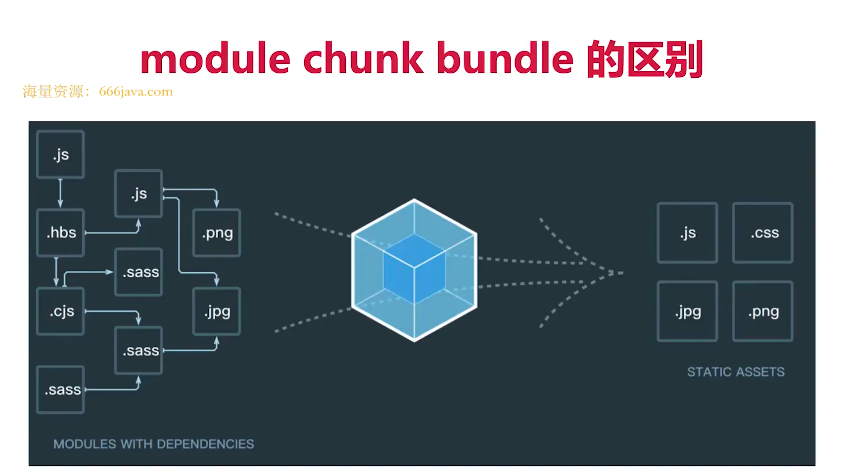 module chunk bundle 的区别
海量资源：666java.com
.js
.js
.hbs
.png
.sass
.cjs
.jpg
.sass
.sass
MODULES WITH DEPENDENCIES
.js
.css
.jpg
.png
STATIC ASSETS